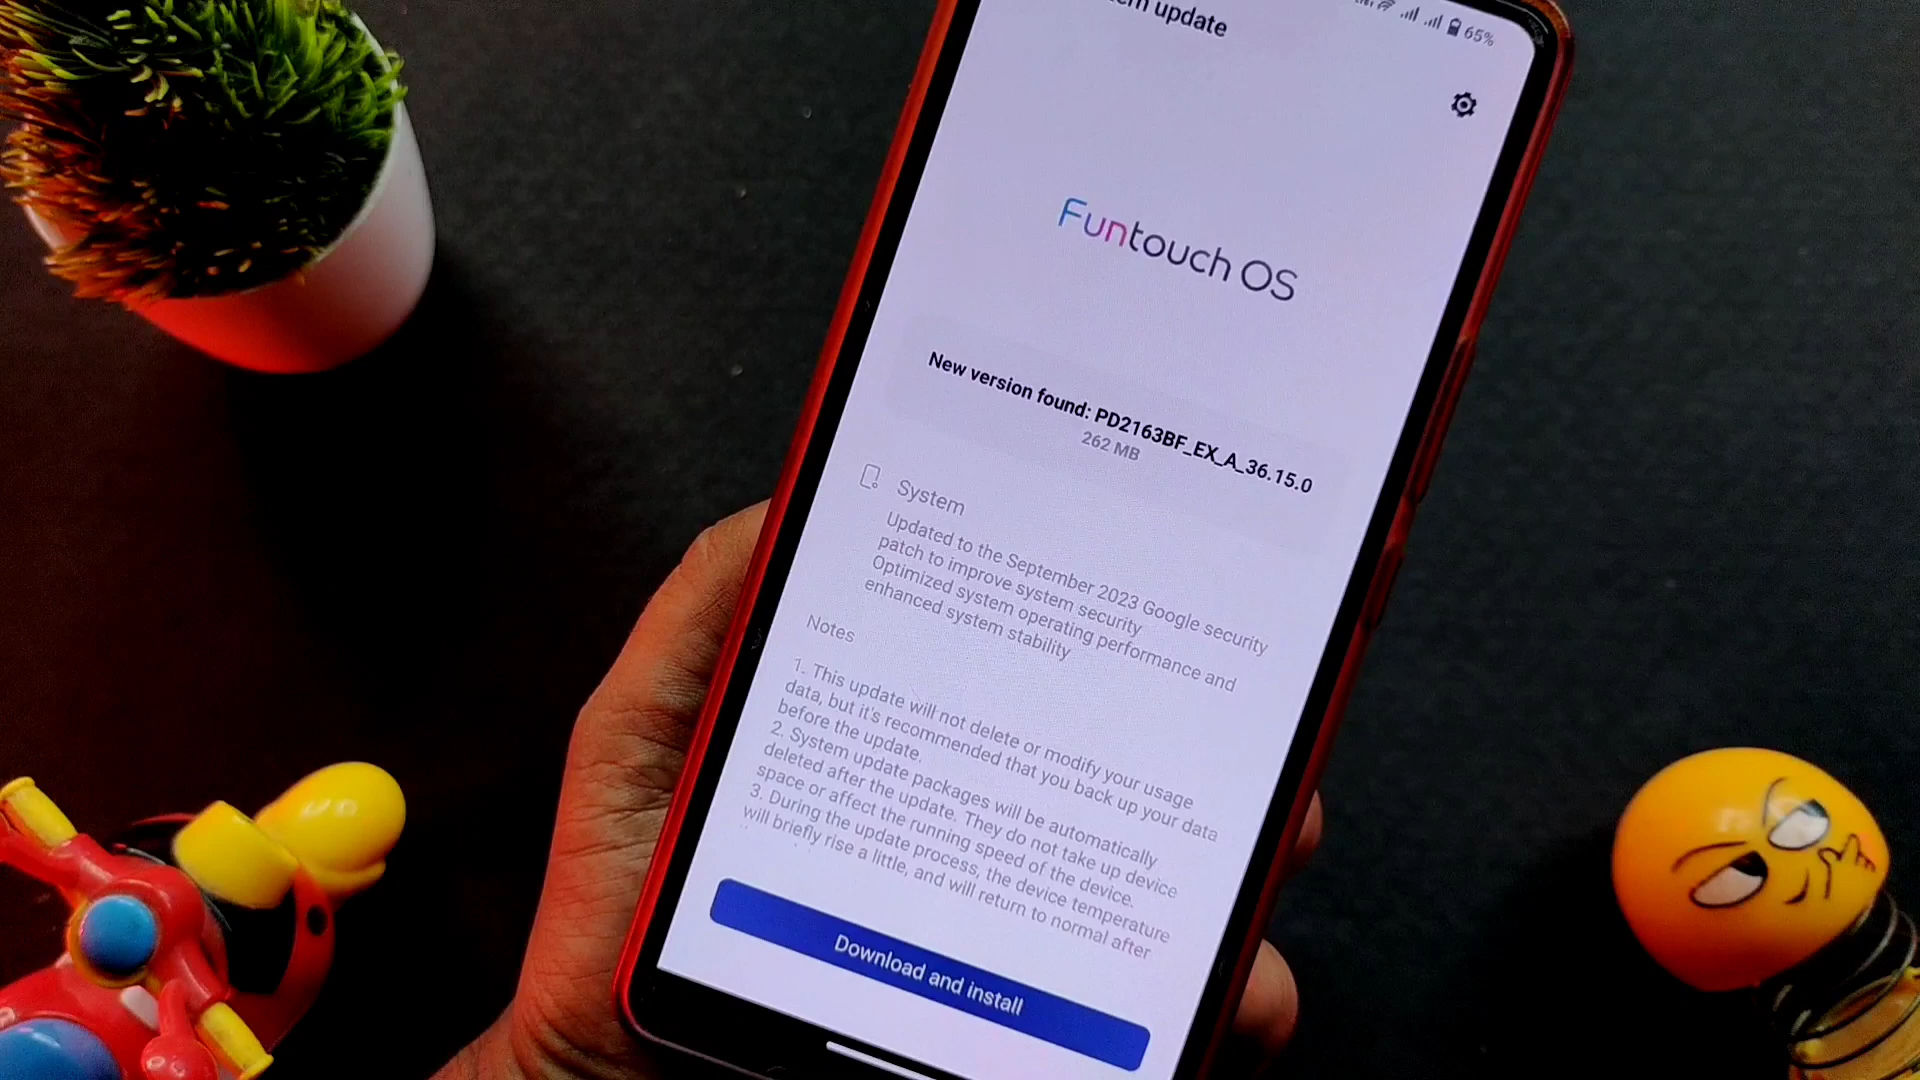 update
65%
Funtouch OS
New version found: PD2163BF_EX_A_36.15.0
262 MB
System
Updated to the September 2023 Google security
patch to improve system security
Optimized system operating performance and
enhanced system stability
Notes
1. This update will not delete or modify your usage
data, but it's recommended that you back up your data
before the update.
2. System update packages will be automatically
deleted after the update. They do not take up device
space or affect the running speed of the device.
3. During the update process, the device temperature
will briefly rise a little, and will return to normal after
Download and install